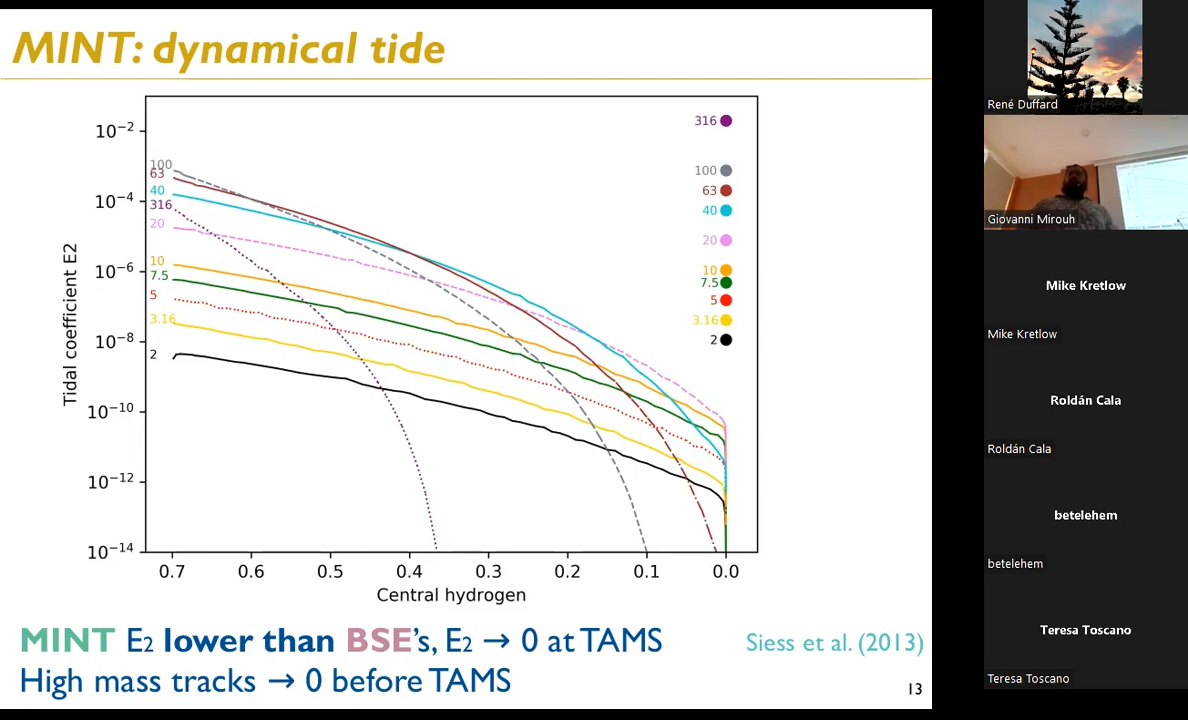 MINT: dynamical tide
Tidal coefficient E2
10−2
10−4
10−6
10−8
10−10
10−12
10−14
100
63
40
316
20
10
7.5
5
3.16
2
316
100
63
40
20
10
7.5
5
3.16
2
0.7 0.6 0.5 0.4 0.3 0.2 0.1 0.0
Central hydrogen
MINT E2 lower than BSE's, E2 → 0 at TAMS
Siess et al. (2013)
High mass tracks → 0 before TAMS
13
René Duffard
Giovanni Mirouh
Mike Kretlow
Mike Kretlow
Roldán Cala
Roldán Cala
betelehem
betelehem
Teresa Toscano
Teresa Toscano